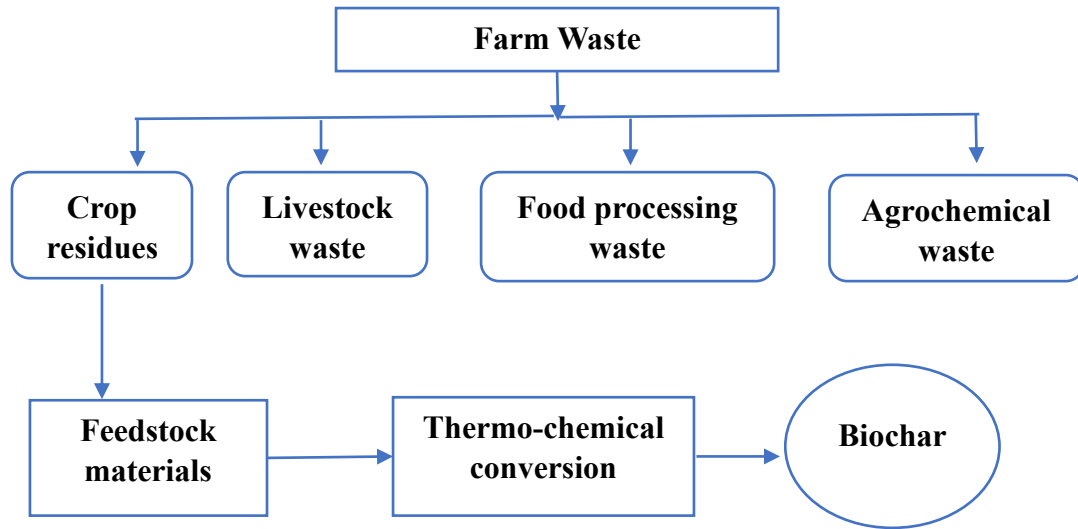 Farm Waste
Crop
residues
Livestock
waste
Food processing
waste
Agrochemical
waste
Feedstock
materials
Thermo-chemical
conversion
Biochar